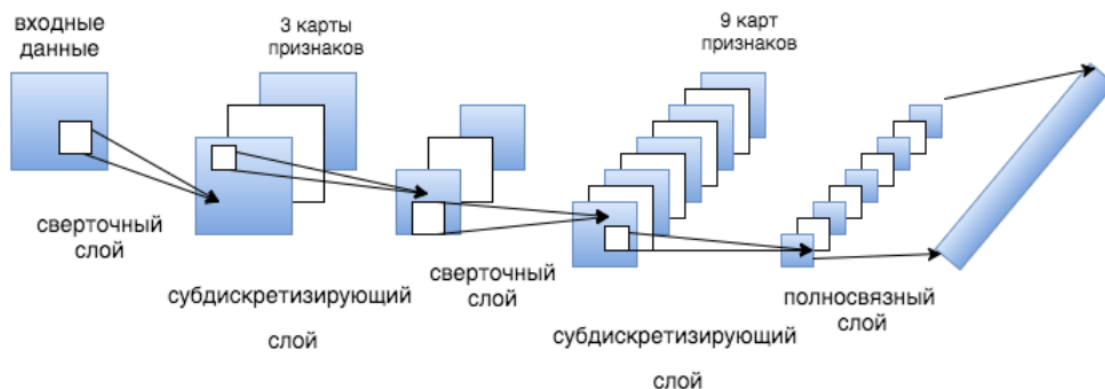 входные
данные
3 карты
признаков
9 карт
признаков
сверточный
слой
субдискретизирующий
слой
сверточный
слой
субдискретизирующий
слой
полносвязный
слой